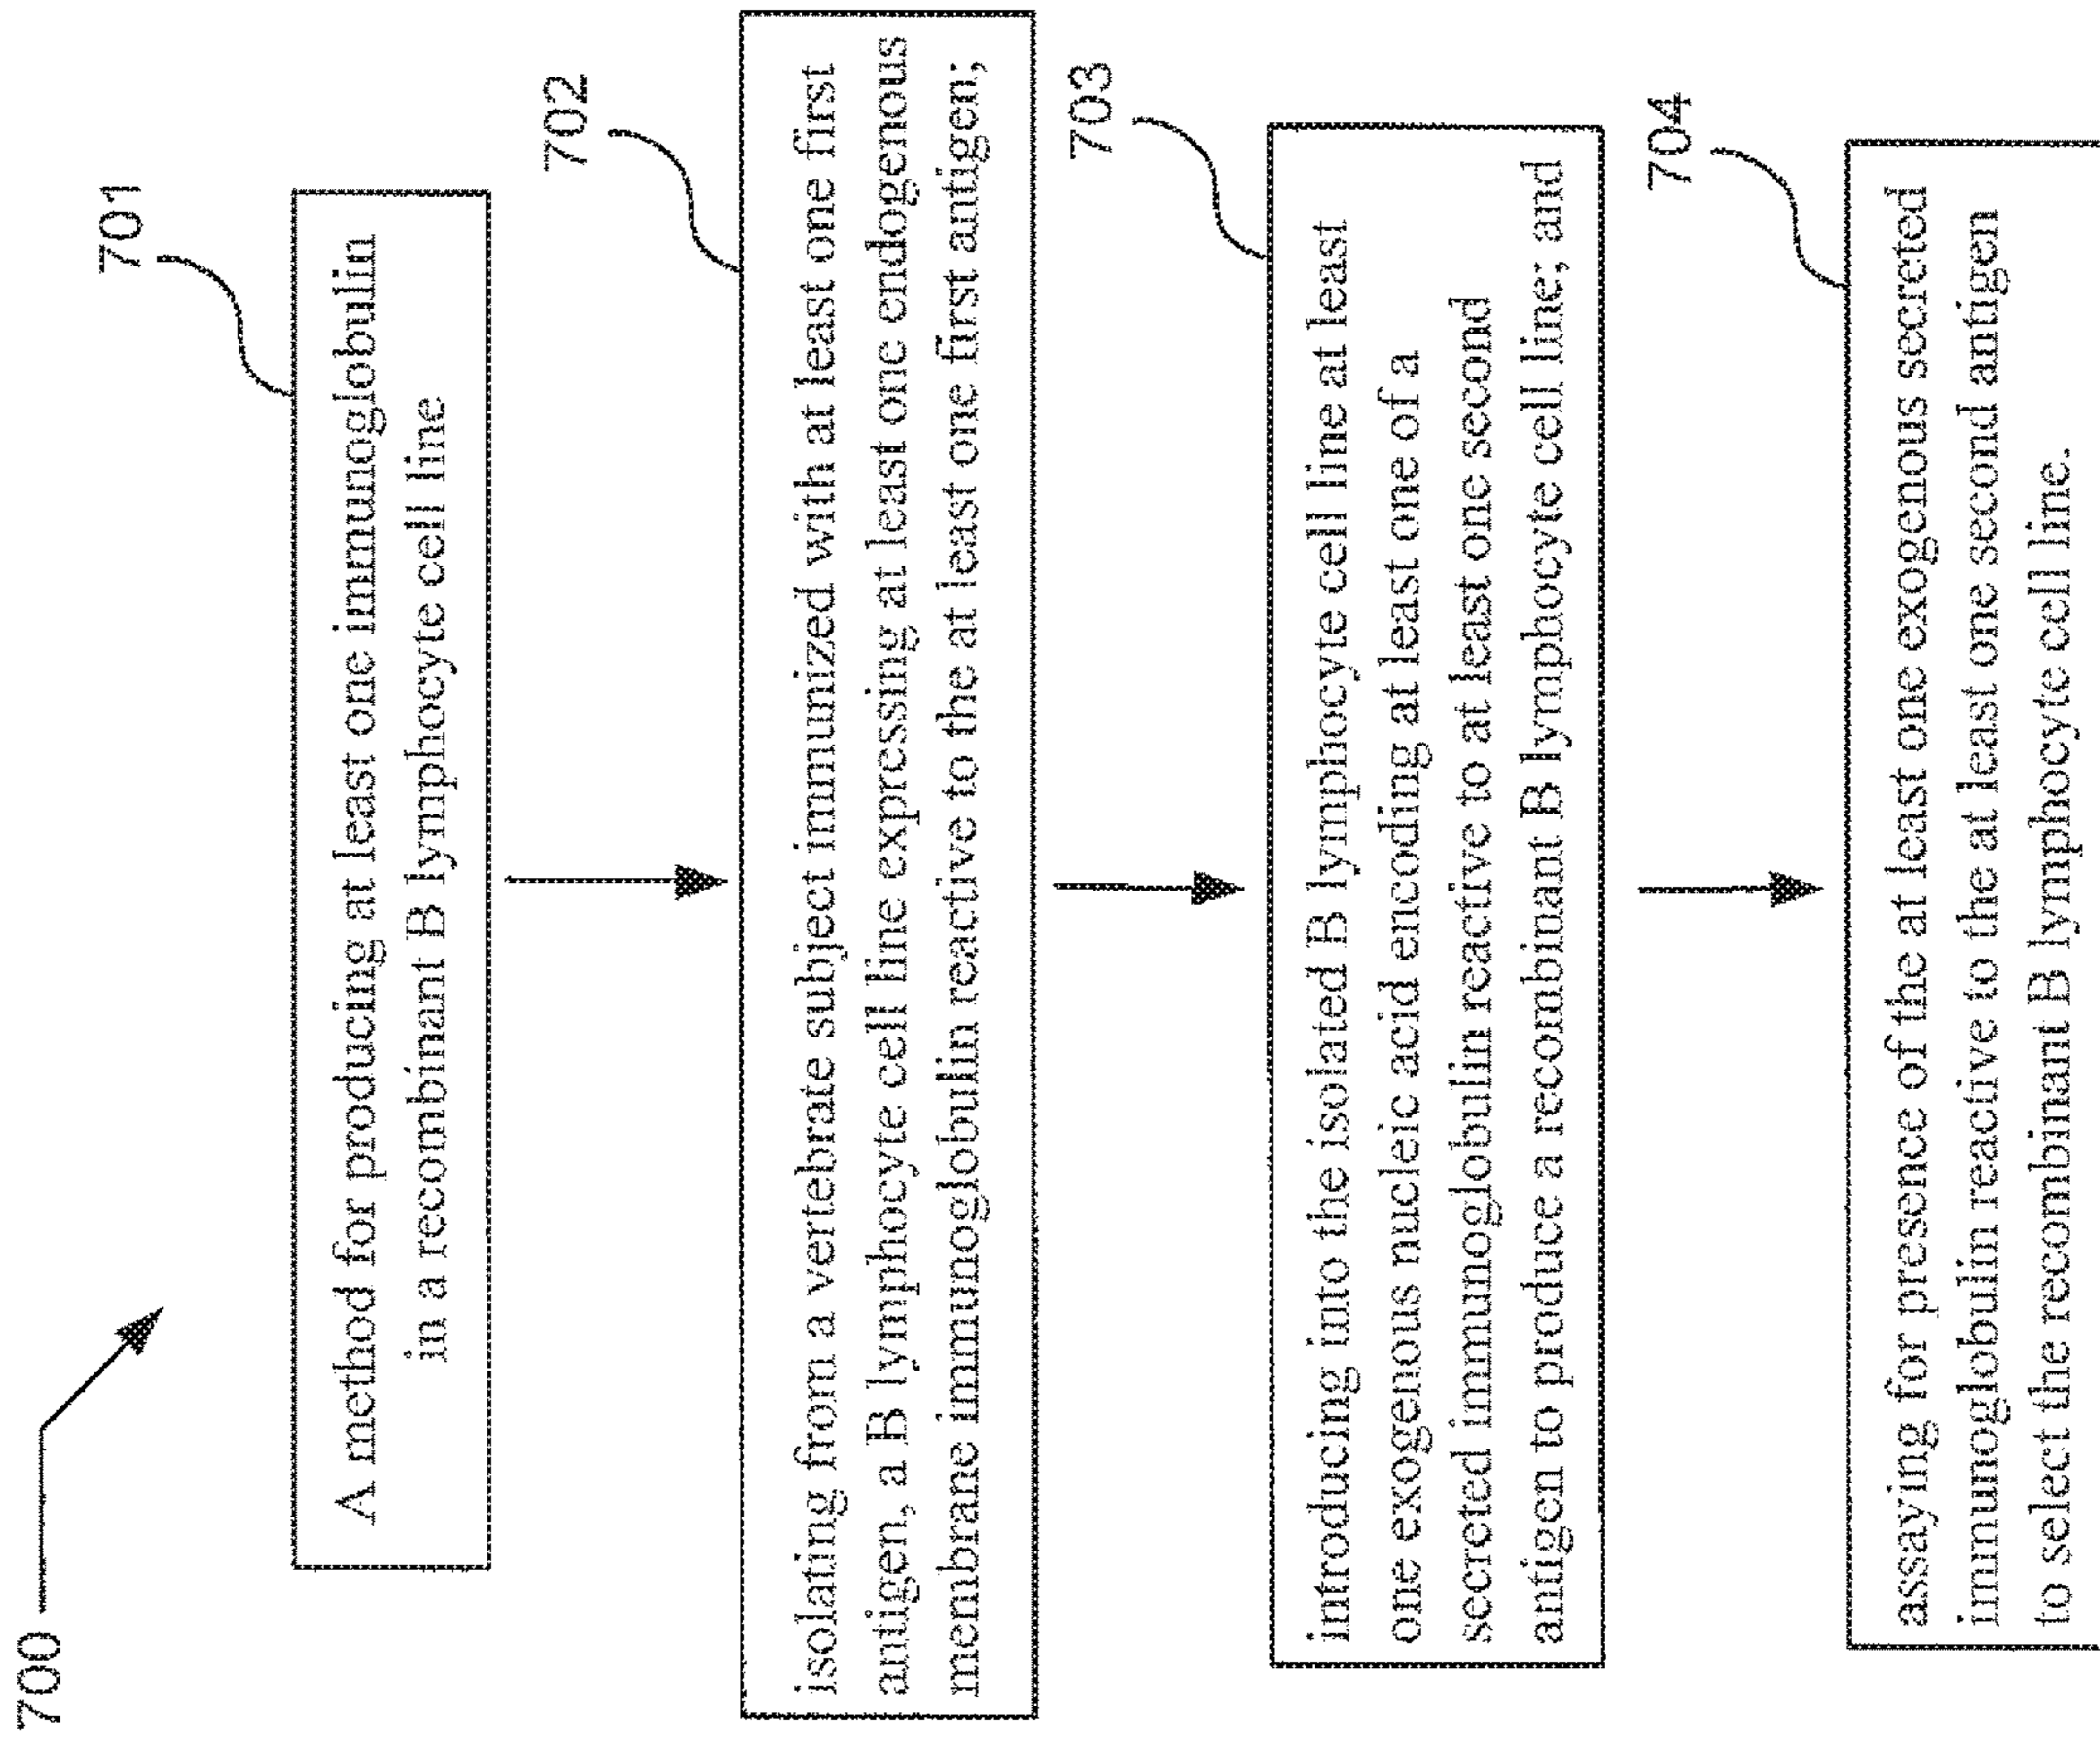 700
701
A method for producing at least one immunoglobulin
in a recombinant B lymphocyte cell line
702
isolating from a vertebrate subject immunized with at least one first
antigen, a B lymphocyte cell line expressing at least one endogenous
membrane immunoglobulin reactive to the at least one first antigen;
703
introducing into the isolated B lymphocyte cell line at least
one exogenous nucleic acid encoding at least one of a
secreted immunoglobulin reactive to at least one second
antigen to produce a recombinant B lymphocyte cell line; and
704
assaying for presence of the at least one exogenous secreted
immunoglobulin reactive to the at least one second antigen
to select the recombinant B lymphocyte cell line.